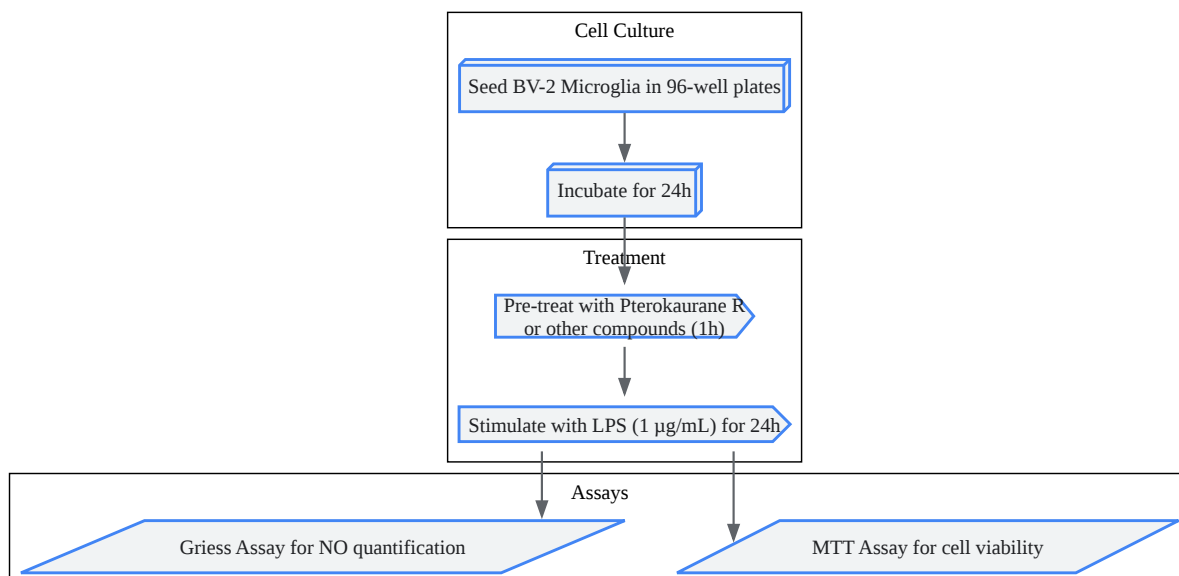 Cell Culture
Seed BV-2 Microglia in 96-well plates
Incubate for 24h
Treatment
Pre-treat with Pterokaurane R
or other compounds (1h)
Stimulate with LPS (1 µg/mL) for 24h
Assays
Griess Assay for NO quantification
MTT Assay for cell viability